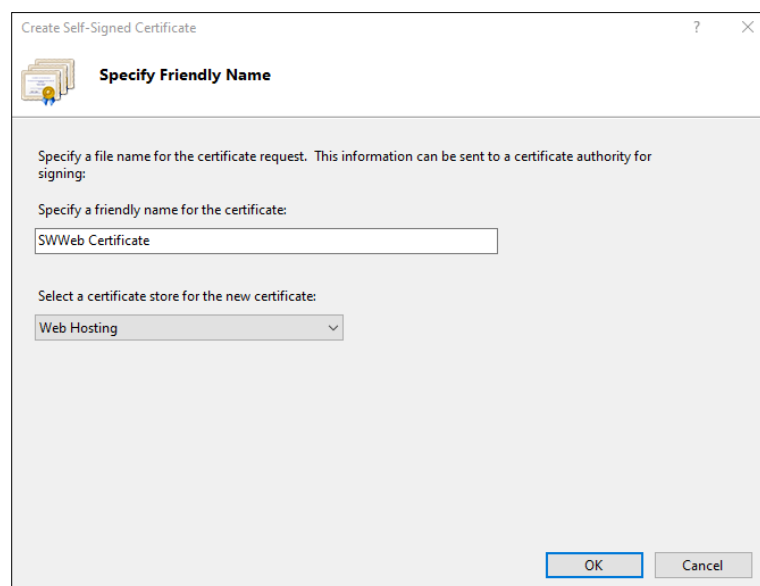 Create Self-Signed Certificate
Specify Friendly Name
Specify a file name for the certificate request.  This information can be sent to a certificate authority for
signing:
Specify a friendly name for the certificate:
SWWeb Certificate
Select a certificate store for the new certificate:
Web Hosting
OK Cancel